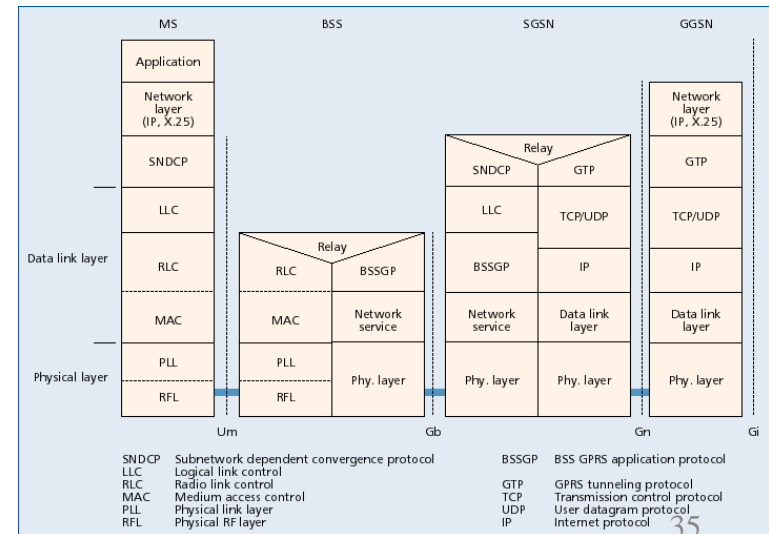 MS BSS SGSN GGSN
Application
Network
layer
(IP, X.25)
SNDCP
LLC
RLC
MAC
PLL
RFL
Data link layer
Physical layer
Relay
RLC BSSGP
MAC Network
service
PLL
RFL
Phy. layer
Relay
SNDCP GTP
LLC TCP/UDP
BSSGP IP
Network
service
Data link
layer
Phy. layer Phy. layer
Network
layer
(IP, X.25)
GTP
TCP/UDP
IP
Data link
layer
Phy. layer
Um Gb Gn Gi
SNDCP Subnetwork dependent convergence protocol
LLC Logical link control
RLC Radio link control
MAC Medium access control
PLL Physical link layer
RFL Physical RF layer
BSSGP BSS GPRS application protocol
GTP GPRS tunneling protocol
TCP Transmission control protocol
UDP User datagram protocol
IP Internet protocol
35